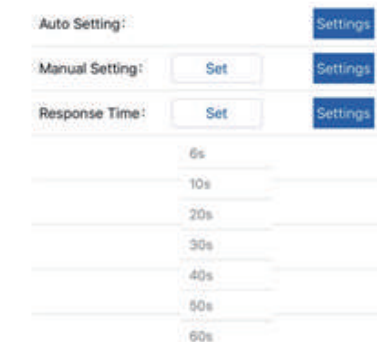 Auto Setting: Settings
Manual Setting: Set Settings
Response Time: Set Settings
6s
10s
20s
30s
40s
50s
60s